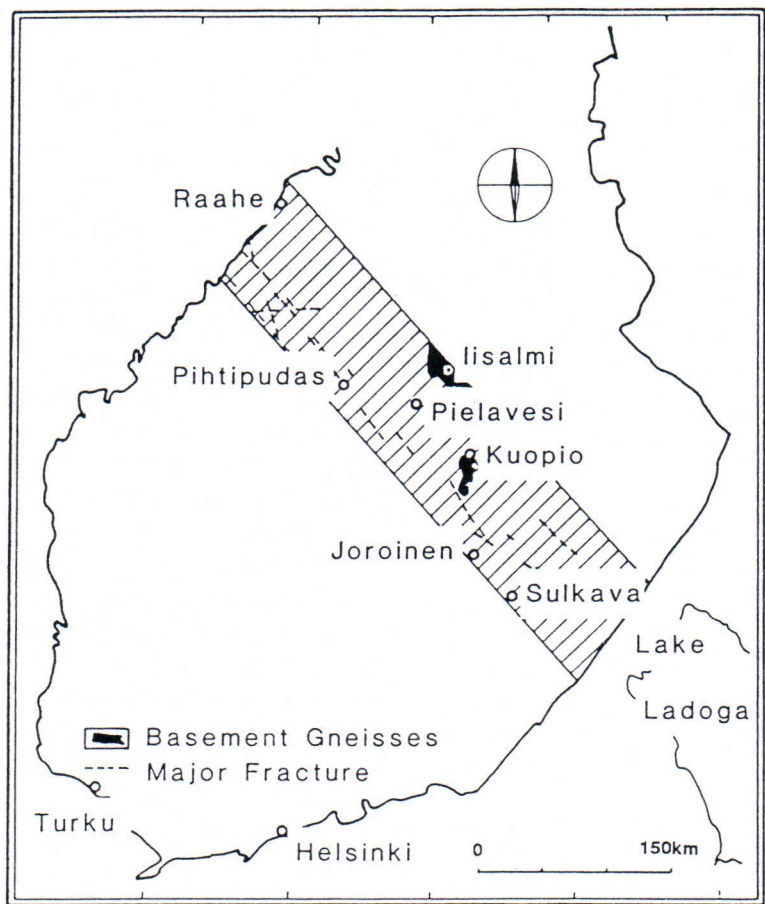 Raahe
Iisalmi
Pihtipudas
Pielavesi
Kuopio
Joroinen
Sulkava
Lake
Ladoga
Basement Gneisses
Major Fracture
Turku
Helsinki
0 150km